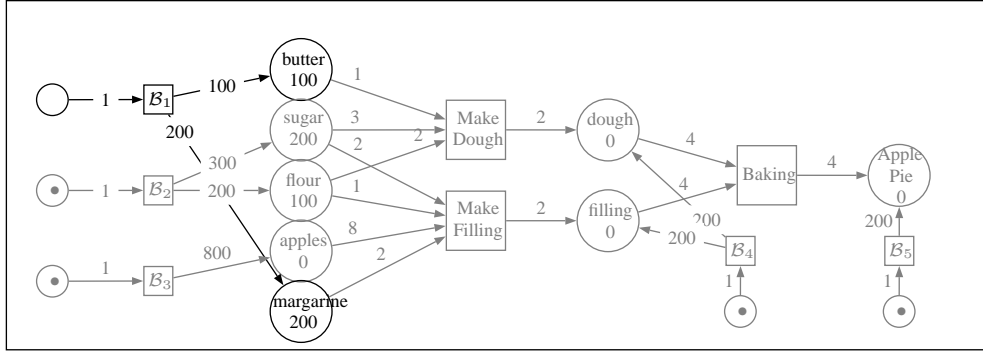 butter
100
1
1
B₁
100
200
sugar
200
3
2
2
Make
Dough
2
dough
0
4
1
B₂
300
200
flour
100
1
Make
Filling
2
filling
0
4
Baking
4
Apple
Pie
0
1
B₃
800
apples
0
8
2
margarine
200
200
200
B₄
1
200
B₅
1